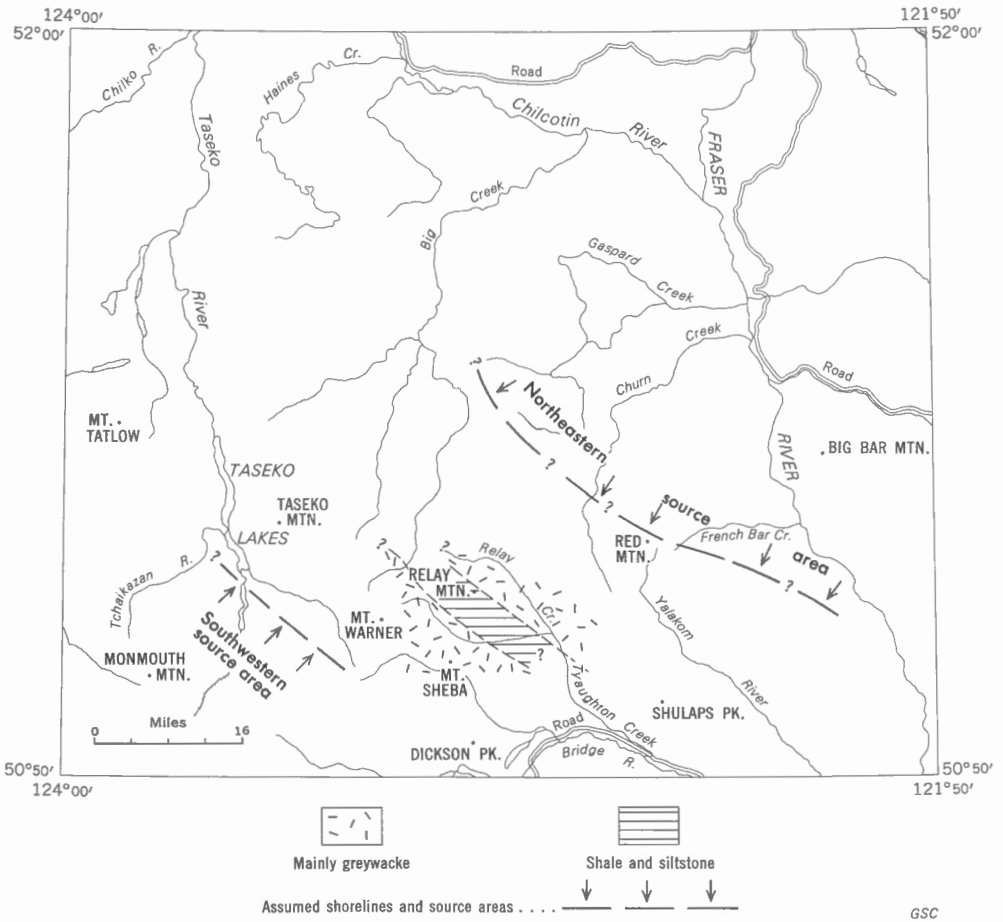 124°00′
121°50′
52°00′
52°00′
Chilko R.
Haines Cr.
Road
Taseko
Chilcotin
River
FRASER
Creek
Big
Gaspard
Creek
River
Creek
Churn
Road
?
Northeastern
MT.
TATLOW
RIVER
BIG BAR MTN.
?
TASEKO
TASEKO
MTN.
?
source
LAKES
RED
MTN.
French Bar Cr.
area
?
?
?
?
Relay
RELAY
MTN.
Cr.
Tchaikazan R.
MT.
WARNER
Yalakom
Southwestern
source area
?
MONMOUTH
MTN.
MT.
SHEBA
Tyaughton
Creek
River
SHULAPS PK.
Miles
0
16
Road
DICKSON PK.
Bridge R.
50°50′
50°50′
124°00′
121°50′
Mainly greywacke
Shale and siltstone
Assumed shorelines and source areas ....
GSC